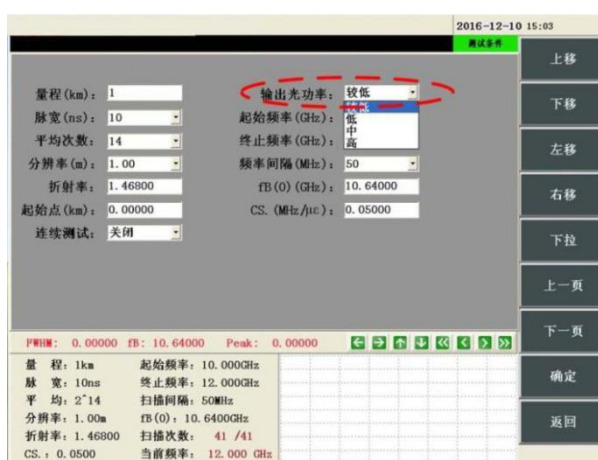 2016-12-10 15:03
测试条件
量程(km): 1
输出光功率: 较低
脉宽(ns): 10
起始频率(GHz):
较低
低
中
高
平均次数: 14
终止频率(GHz):
分辨率(m): 1.00
频率间隔(MHz): 50
折射率: 1.46800
fB(0)(GHz): 10.64000
起始点(km): 0.00000
CS.(MHz/με): 0.05000
连续测试: 关闭
FWHM: 0.00000 fB: 10.64000 Peak: 0.00000
量 程: 1km 起始频率: 10.000GHz
脉 宽: 10ns 终止频率: 12.000GHz
平 均: 2^14 扫描间隔: 50MHz
分辨率: 1.00m fB(0): 10.6400GHz
折射率: 1.46800 扫描次数: 41 /41
CS.: 0.0500 当前频率: 12.000 GHz
上移
下移
左移
右移
下拉
上一页
下一页
确定
返回